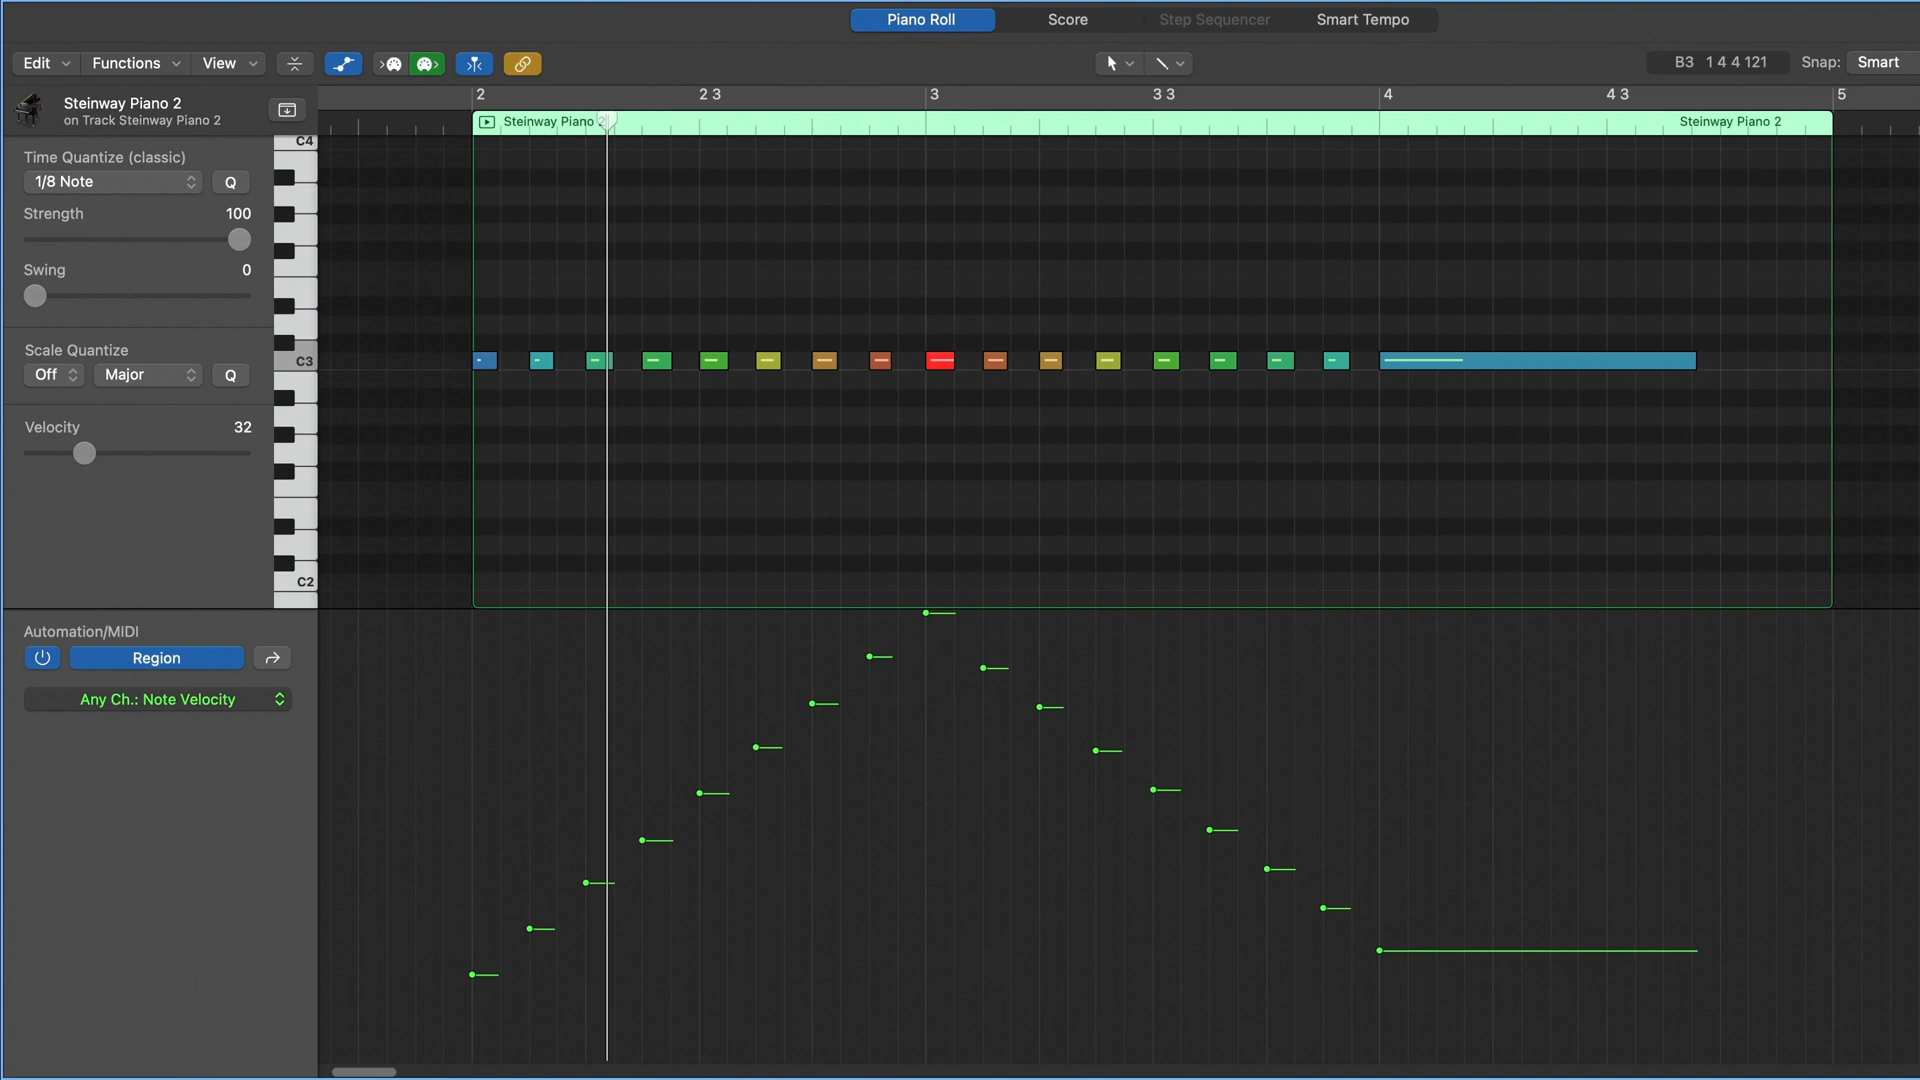 Piano Roll Score Step Sequencer Smart Tempo
Edit Functions View B3 1 4 4 121 Snap: Smart
Steinway Piano 2
on Track Steinway Piano 2
2 2 3 3 3 3 4 4 3 5
Steinway Piano 2 Steinway Piano 2
C4
Time Quantize (classic)
1/8 Note Q
Strength 100
Swing 0
Scale Quantize
C3
Off Major Q
Velocity 32
C2
Automation/MIDI
Region
Any Ch.: Note Velocity